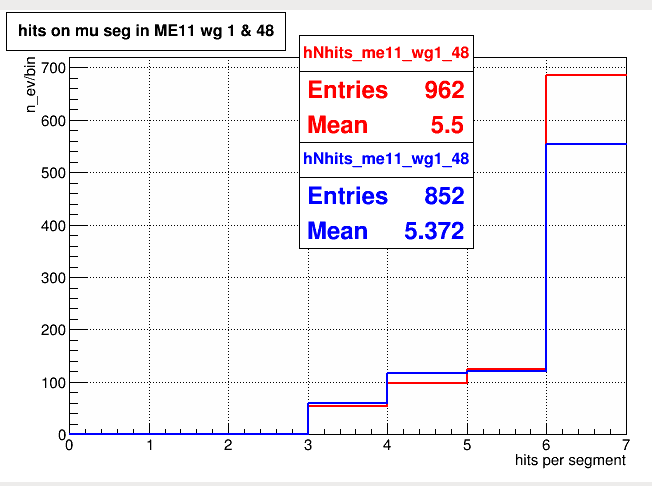 hits on mu seg in ME11 wg 1 & 48
n_ev/bin
hNhits_me11_wg1_48
Entries 962
Mean 5.5
hNhits_me11_wg1_48
Entries 852
Mean 5.372
700
600
500
400
300
200
100
0
0 1 2 3 4 5 6 7
hits per segment